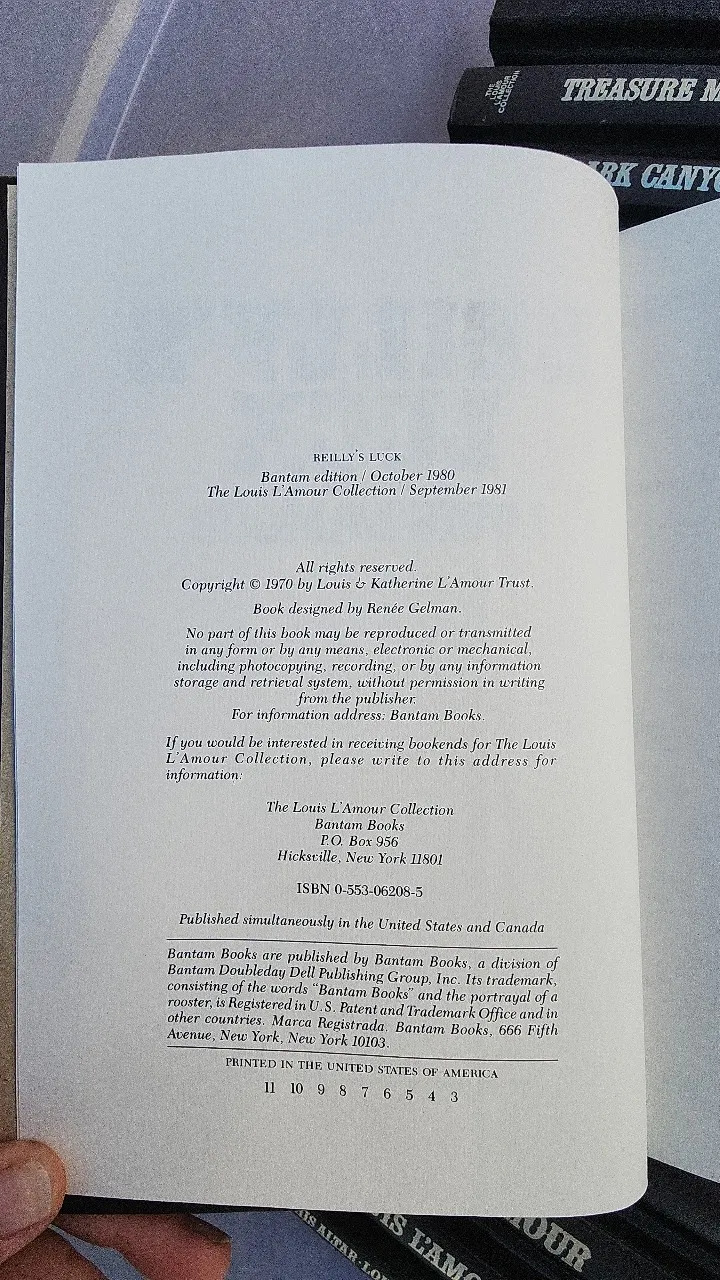 THE LOUIS L'AMOUR COLLECTION
TREASURE
CANYO
REILLY'S LUCK
Bantam edition / October 1980
The Louis L'Amour Collection / September 1981
All rights reserved.
Copyright © 1970 by Louis & Katherine L'Amour Trust.
Book designed by Renée Gelman.
No part of this book may be reproduced or transmitted
in any form or by any means, electronic or mechanical,
including photocopying, recording, or by any information
storage and retrieval system, without permission in writing
from the publisher.
For information address: Bantam Books.
If you would be interested in receiving bookends for The Louis
L'Amour Collection, please write to this address for
information:
The Louis L'Amour Collection
Bantam Books
P.O. Box 956
Hicksville, New York 11801
ISBN 0-553-06208-5
Published simultaneously in the United States and Canada
Bantam Books are published by Bantam Books, a division of
Bantam Doubleday Dell Publishing Group, Inc. Its trademark,
consisting of the words "Bantam Books" and the portrayal of a
rooster, is Registered in U.S. Patent and Trademark Office and in
other countries. Marca Registrada. Bantam Books, 666 Fifth
Avenue, New York, New York 10103.
PRINTED IN THE UNITED STATES OF AMERICA
11 10 9 8 7 6 5 4 3